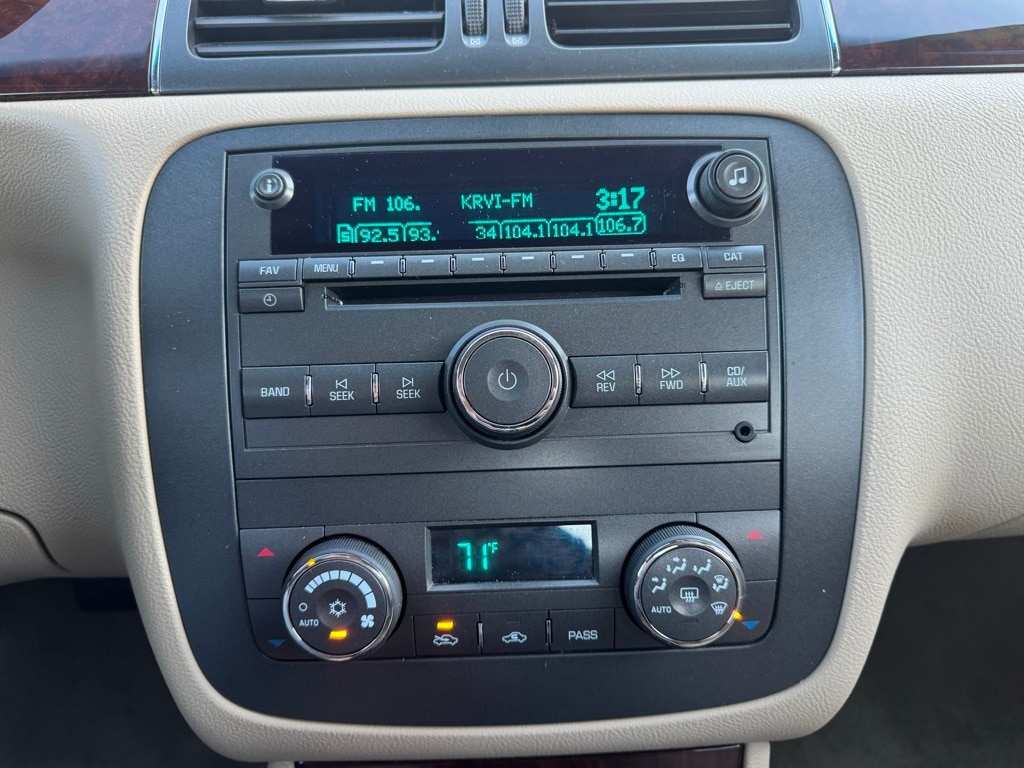 FM 106. KRVI-FM 3:17
S 92.5 93. 34 104.1 104.1 106.7
FAV MENU EQ CAT
EJECT
BAND SEEK SEEK REV FWD CD/
AUX
71°F
AUTO AUTO
PASS